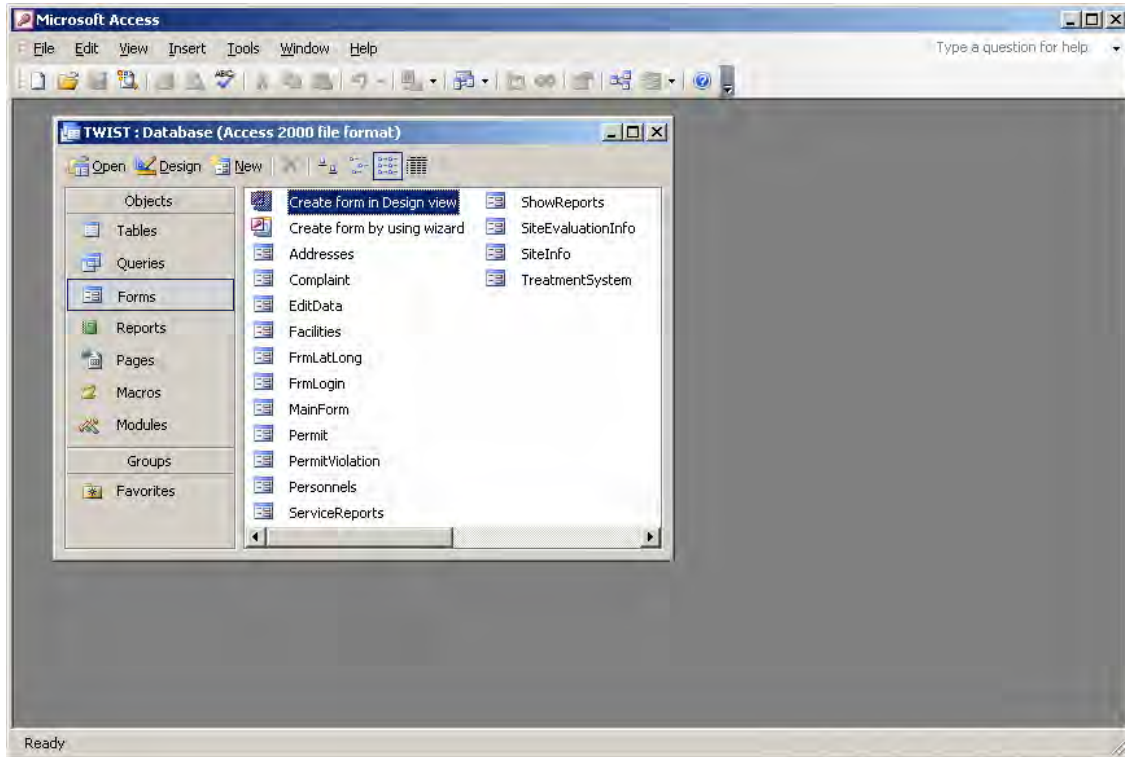 Microsoft Access
File Edit View Insert Tools Window Help Type a question for help
ABC
TWIST : Database (Access 2000 file format)
Open Design New
Objects
Tables
Queries
Forms
Reports
Pages
Macros
Modules
Groups
Favorites
Create form in Design view
Create form by using wizard
Addresses
Complaint
EditData
Facilities
FrmLatLong
FrmLogin
MainForm
Permit
PermitViolation
Personnels
ServiceReports
ShowReports
SiteEvaluationInfo
SiteInfo
TreatmentSystem
Ready